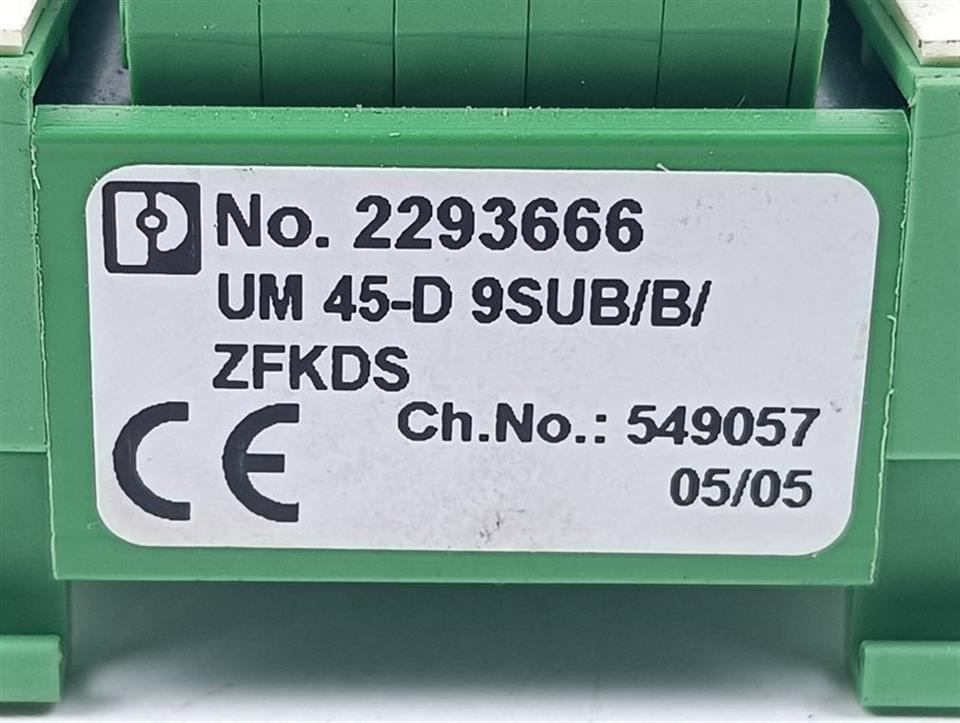 No. 2293666
UM 45-D 9SUB/B/
ZFKDS
CE
Ch.No.: 549057
05/05